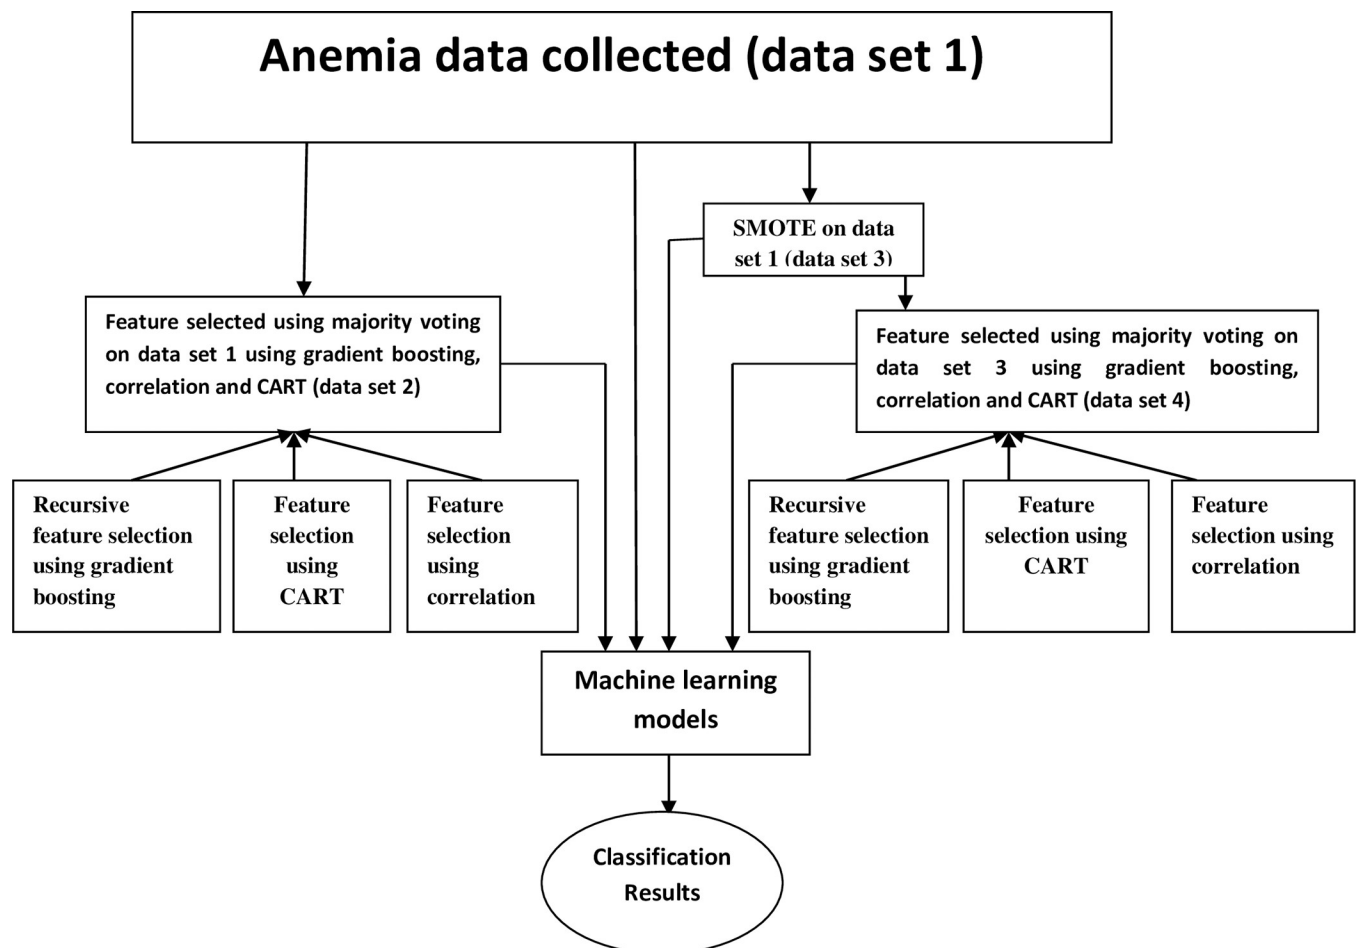 Anemia data collected (data set 1)
SMOTE on data
set 1 (data set 3)
Feature selected using majority voting
on data set 1 using gradient boosting,
correlation and CART (data set 2)
Feature selected using majority voting on
data set 3 using gradient boosting,
correlation and CART (data set 4)
Recursive
feature selection
using gradient
boosting
Feature
selection
using
CART
Feature
selection
using
correlation
Recursive
feature selection
using gradient
boosting
Feature
selection using
CART
Feature
selection using
correlation
Machine learning
models
Classification
Results